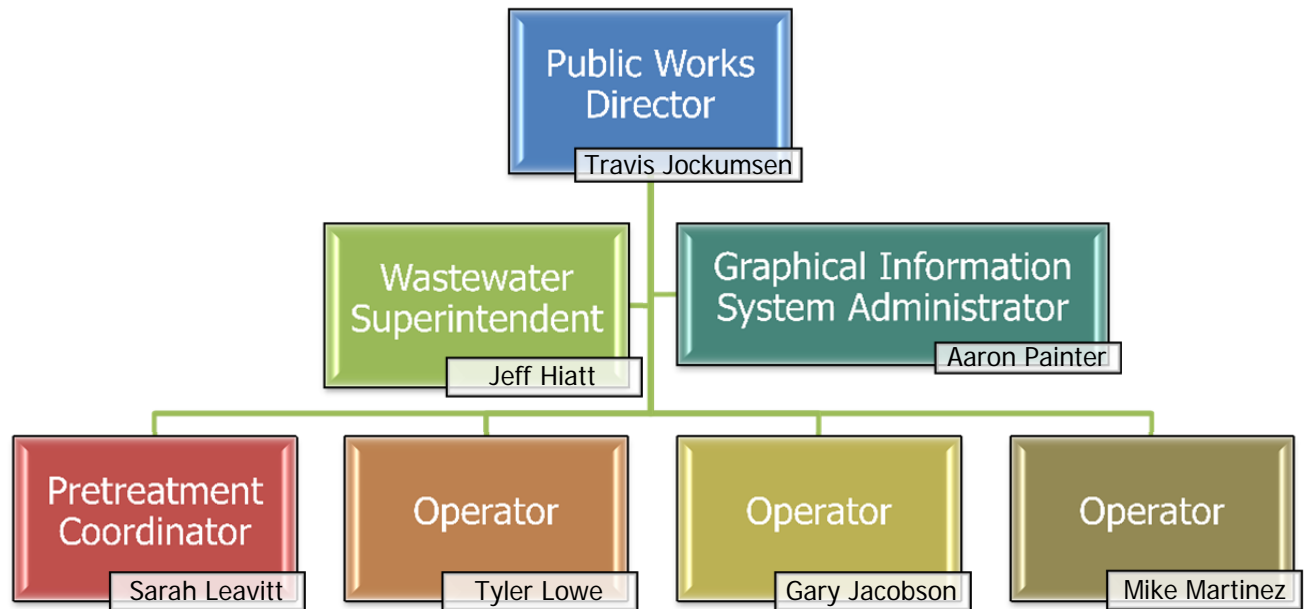 Public Works
Director
Travis Jockumsen
Wastewater
Superintendent
Jeff Hiatt
Graphical Information
System Administrator
Aaron Painter
Pretreatment
Coordinator
Sarah Leavitt
Operator
Tyler Lowe
Operator
Gary Jacobson
Operator
Mike Martinez